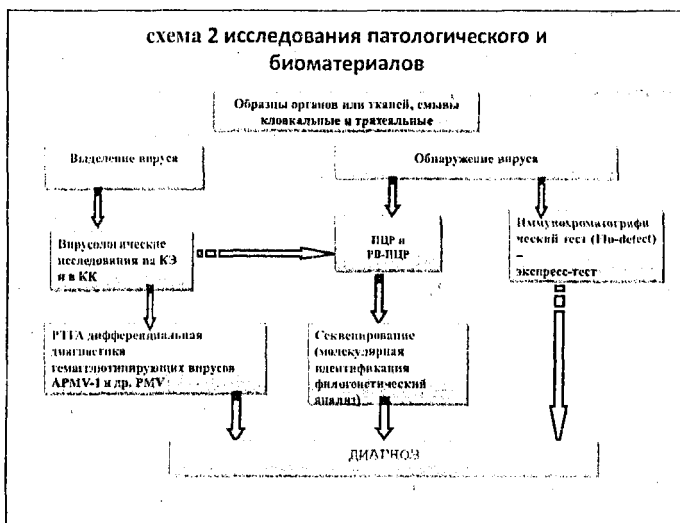 схема 2 исследования патологического и
биоматериалов
Образцы органов или тканей, смывы
клоакальные и трахеальные
Выделение вируса
Обнаружение вируса
Вирусологические
исследования на КЭ
и в КК
ПЦР и
РВ-ПЦР
Иммунохроматографи
ческий тест (Flu-detect)
–
экспресс-тест
РТГА дифференциальная
диагностика
гемагглютинирующих вирусов
APMV-1 и др. PMV
Секвенирование
(молекулярная
идентификация
филогенетический
анализ)
ДИАГНОЗ